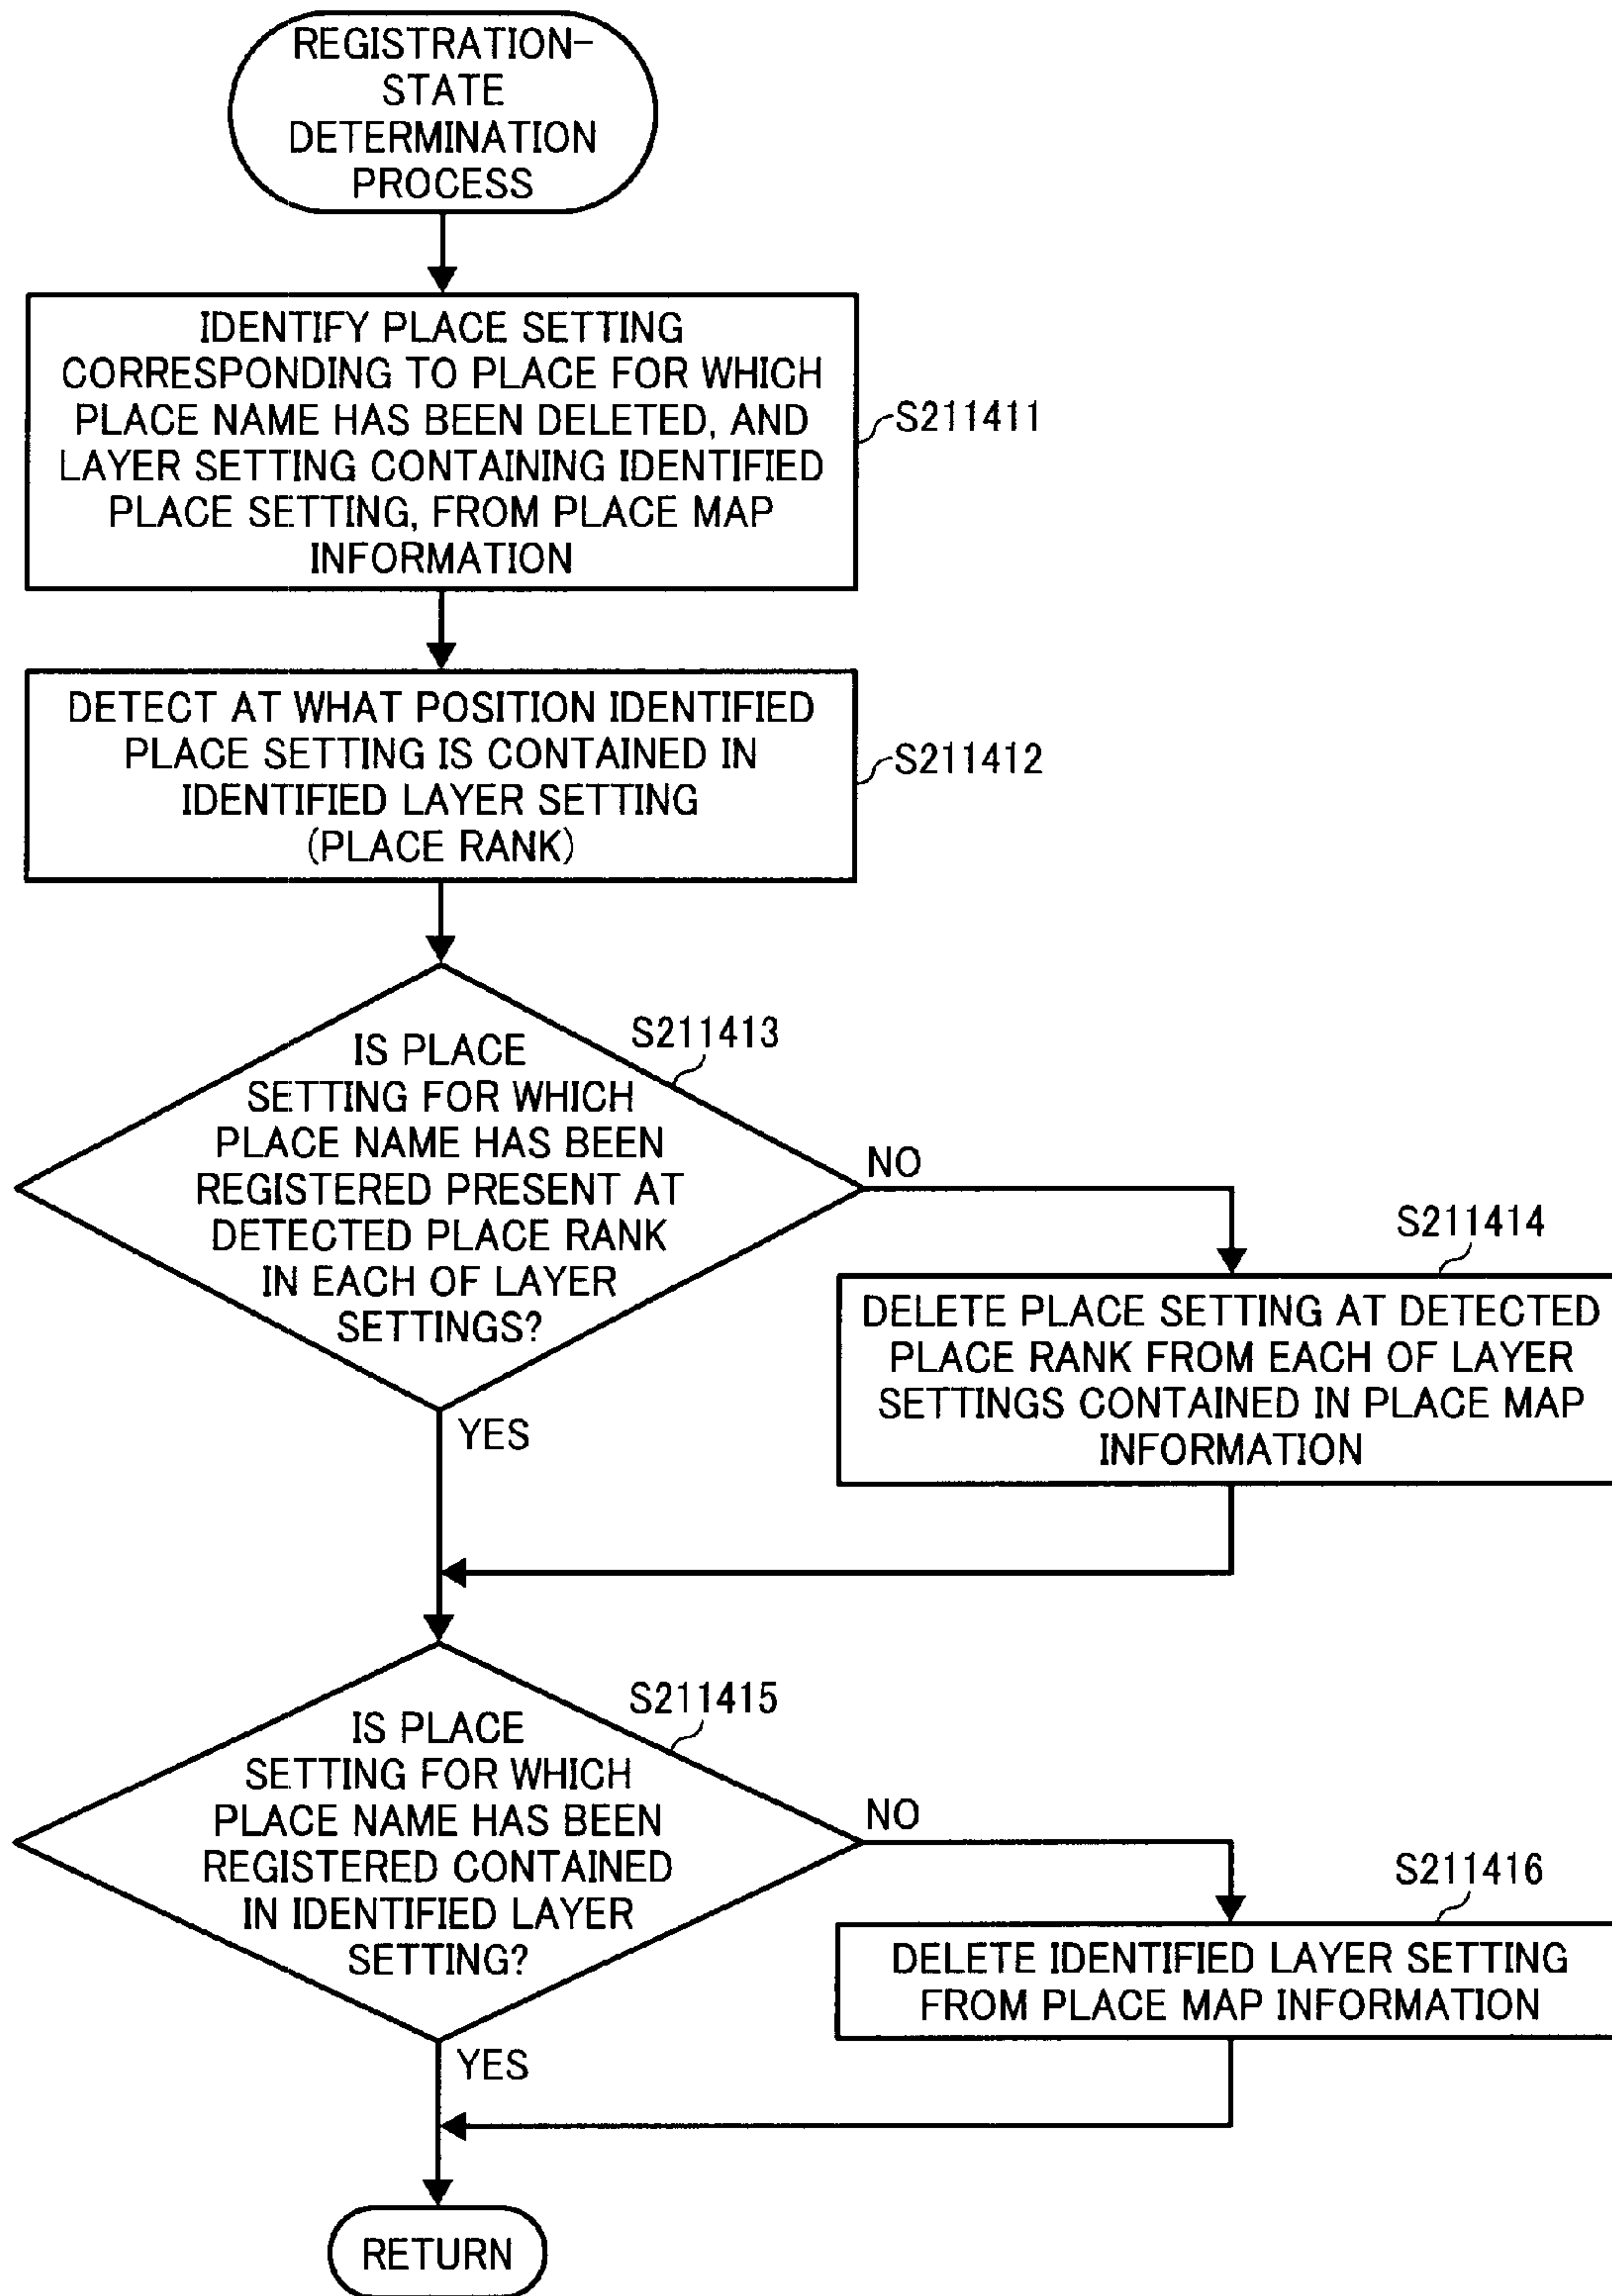 REGISTRATION-
STATE
DETERMINATION
PROCESS
IDENTIFY PLACE SETTING
CORRESPONDING TO PLACE FOR WHICH
PLACE NAME HAS BEEN DELETED, AND
LAYER SETTING CONTAINING IDENTIFIED
PLACE SETTING, FROM PLACE MAP
INFORMATION
S211411
DETECT AT WHAT POSITION IDENTIFIED
PLACE SETTING IS CONTAINED IN
IDENTIFIED LAYER SETTING
(PLACE RANK)
S211412
IS PLACE
SETTING FOR WHICH
PLACE NAME HAS BEEN
REGISTERED PRESENT AT
DETECTED PLACE RANK
IN EACH OF LAYER
SETTINGS?
S211413
NO
YES
S211414
DELETE PLACE SETTING AT DETECTED
PLACE RANK FROM EACH OF LAYER
SETTINGS CONTAINED IN PLACE MAP
INFORMATION
IS PLACE
SETTING FOR WHICH
PLACE NAME HAS BEEN
REGISTERED CONTAINED
IN IDENTIFIED LAYER
SETTING?
S211415
NO
YES
S211416
DELETE IDENTIFIED LAYER SETTING
FROM PLACE MAP INFORMATION
RETURN